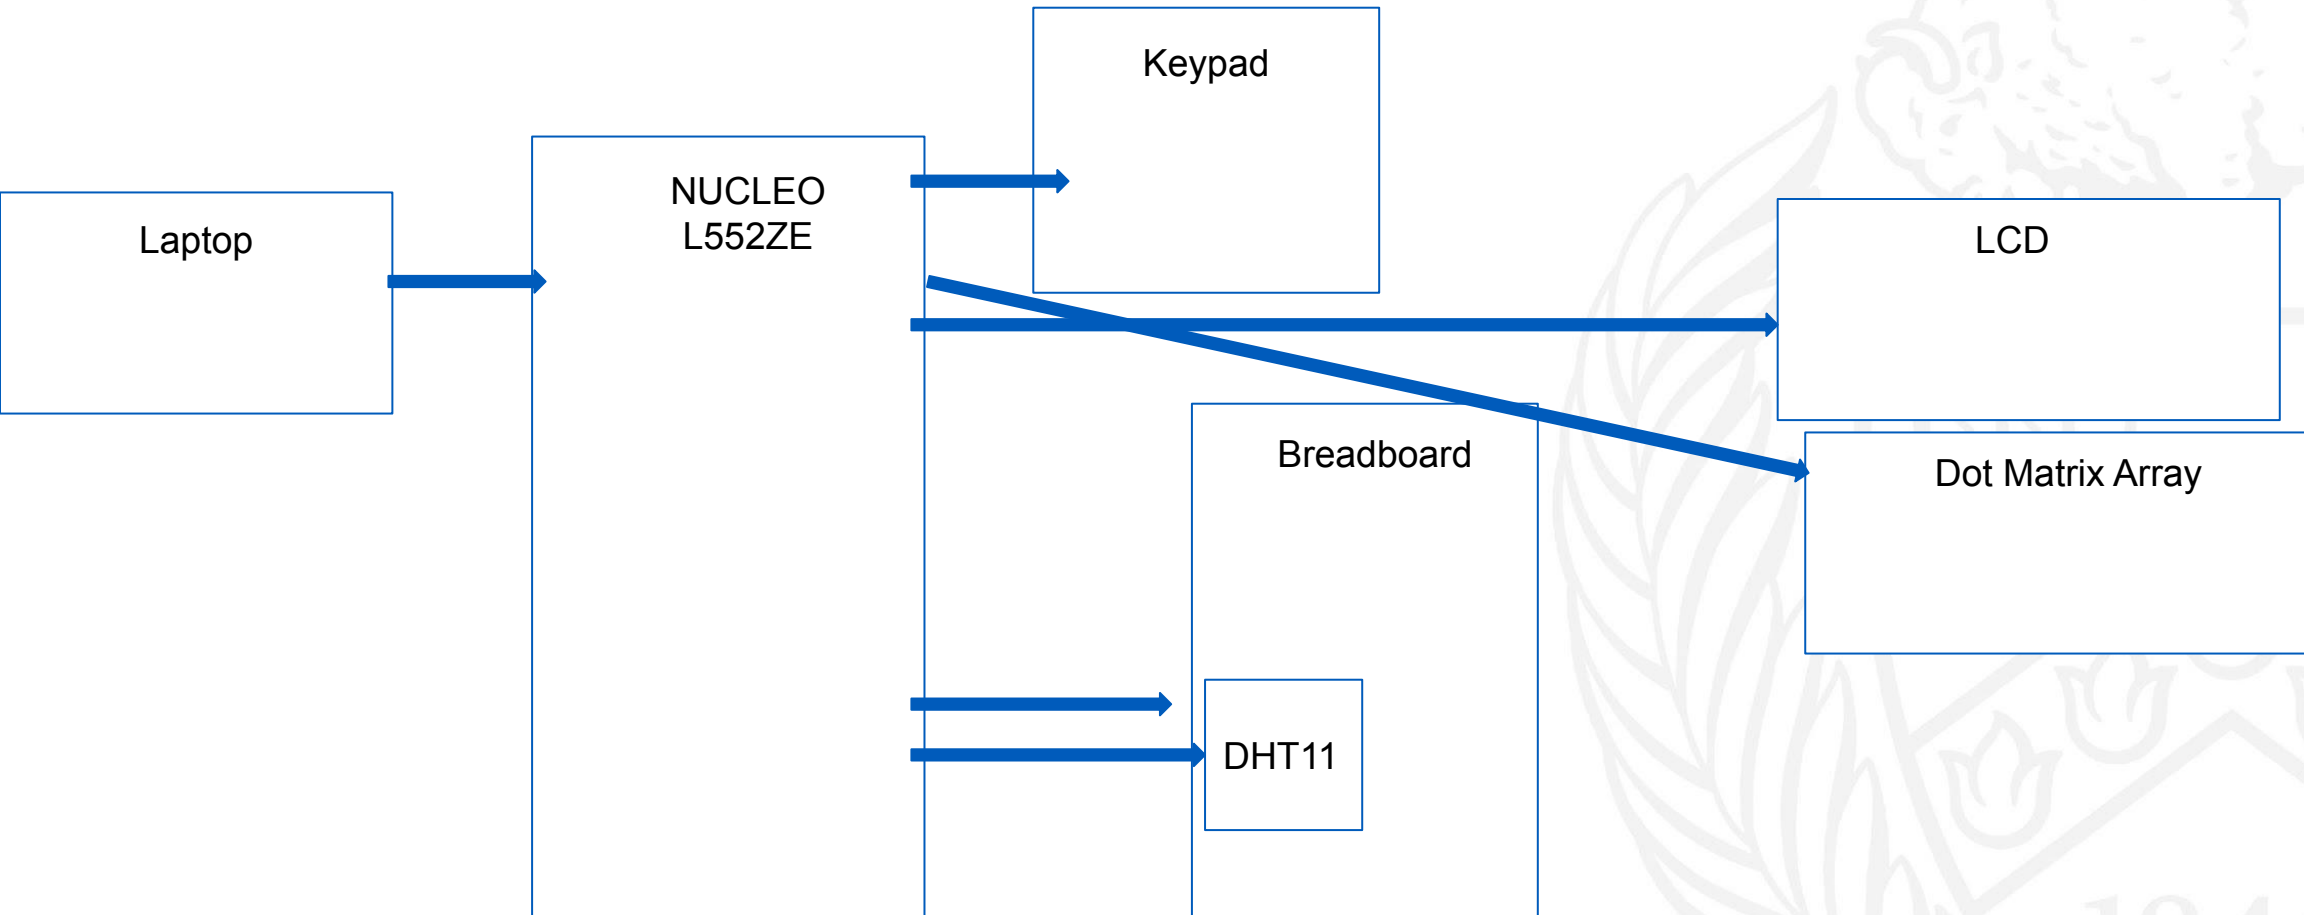 Keypad
NUCLEO
L552ZE
Laptop
LCD
Breadboard
Dot Matrix Array
DHT11